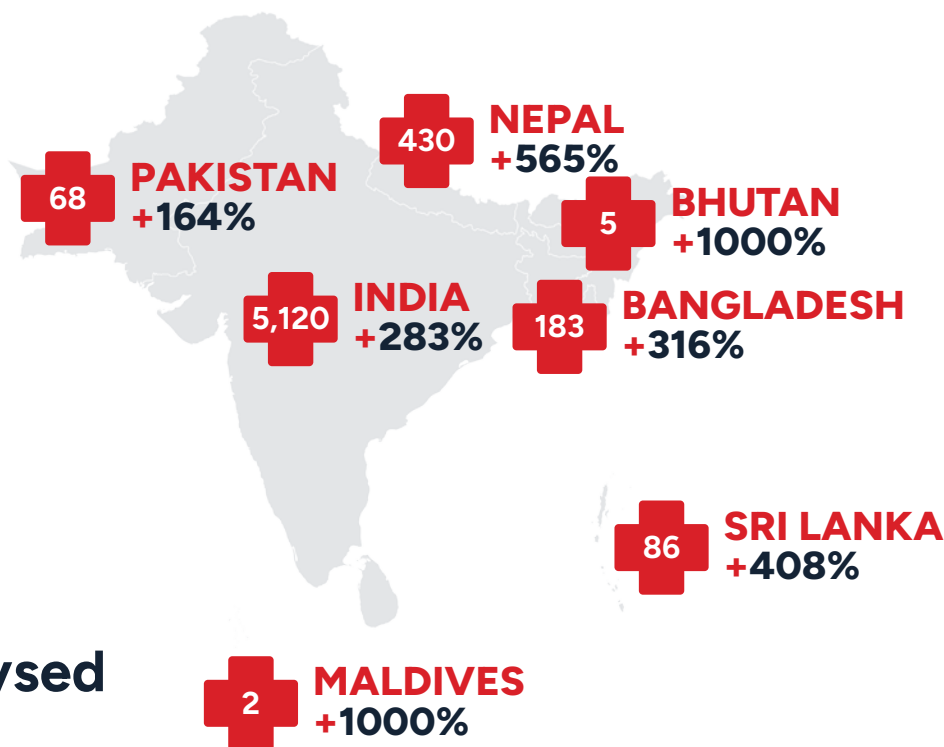 430
NEPAL
+565%
68
PAKISTAN
+164%
5
BHUTAN
+1000%
5,120
INDIA
+283%
183
BANGLADESH
+316%
86
SRI LANKA
+408%
2
MALDIVES
+1000%